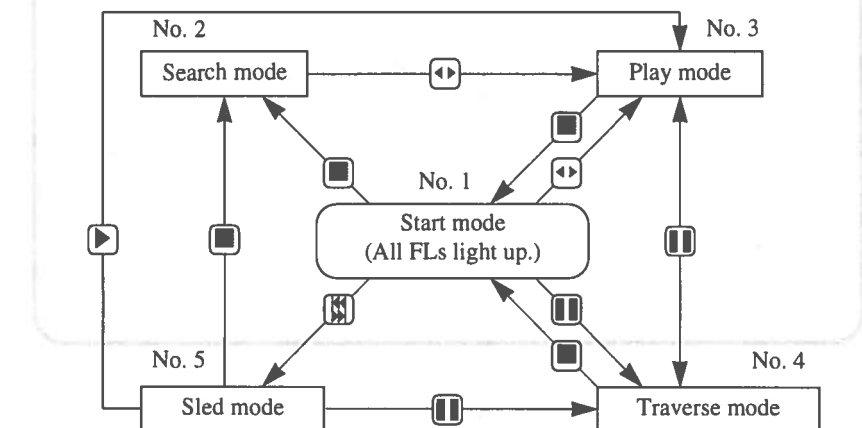 No. 2
No. 3
Search mode
Play mode
No. 1
Start mode
(All FLs light up.)
No. 5
No. 4
Sled mode
Traverse mode